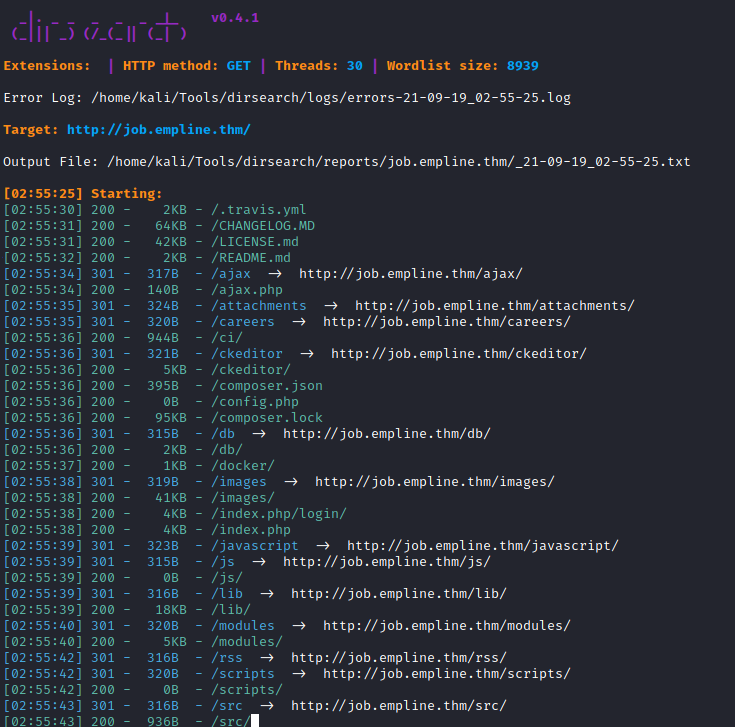 v0.4.1
Extensions:  | HTTP method: GET | Threads: 30 | Wordlist size: 8939
Error Log: /home/kali/Tools/dirsearch/logs/errors-21-09-19_02-55-25.log
Target: http://job.empline.thm/
Output File: /home/kali/Tools/dirsearch/reports/job.empline.thm/_21-09-19_02-55-25.txt
[02:55:25] Starting:
[02:55:30] 200 -    2KB - /.travis.yml
[02:55:31] 200 -   64KB - /CHANGELOG.MD
[02:55:31] 200 -   42KB - /LICENSE.md
[02:55:32] 200 -    2KB - /README.md
[02:55:34] 301 -  317B  - /ajax  →  http://job.empline.thm/ajax/
[02:55:34] 200 -  140B  - /ajax.php
[02:55:35] 301 -  324B  - /attachments  →  http://job.empline.thm/attachments/
[02:55:35] 301 -  320B  - /careers  →  http://job.empline.thm/careers/
[02:55:36] 200 -  944B  - /ci/
[02:55:36] 301 -  321B  - /ckeditor  →  http://job.empline.thm/ckeditor/
[02:55:36] 200 -    5KB - /ckeditor/
[02:55:36] 200 -  395B  - /composer.json
[02:55:36] 200 -    0B  - /config.php
[02:55:36] 200 -   95KB - /composer.lock
[02:55:36] 301 -  315B  - /db  →  http://job.empline.thm/db/
[02:55:36] 200 -    2KB - /db/
[02:55:37] 200 -    1KB - /docker/
[02:55:38] 301 -  319B  - /images  →  http://job.empline.thm/images/
[02:55:38] 200 -   41KB - /images/
[02:55:38] 200 -    4KB - /index.php/login/
[02:55:38] 200 -    4KB - /index.php
[02:55:39] 301 -  323B  - /javascript  →  http://job.empline.thm/javascript/
[02:55:39] 301 -  315B  - /js  →  http://job.empline.thm/js/
[02:55:39] 200 -    0B  - /js/
[02:55:39] 301 -  316B  - /lib  →  http://job.empline.thm/lib/
[02:55:39] 200 -   18KB - /lib/
[02:55:40] 301 -  320B  - /modules  →  http://job.empline.thm/modules/
[02:55:40] 200 -    5KB - /modules/
[02:55:42] 301 -  316B  - /rss  →  http://job.empline.thm/rss/
[02:55:42] 301 -  320B  - /scripts  →  http://job.empline.thm/scripts/
[02:55:42] 200 -    0B  - /scripts/
[02:55:43] 301 -  316B  - /src  →  http://job.empline.thm/src/
[02:55:43] 200 -  936B  - /src/